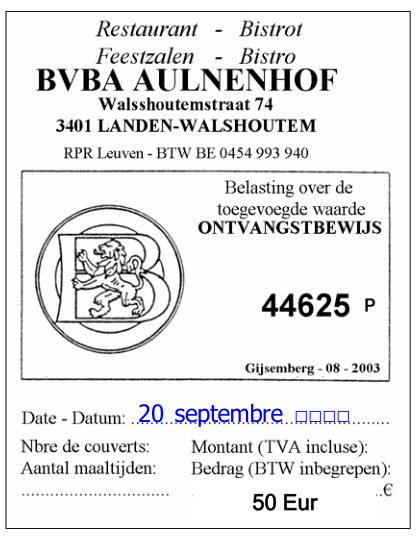 Restaurant - Bistrot
Feestzalen - Bistro
BVBA AULNENHOF
Walsshoutemstraat 74
3401 LANDEN-WALSHOUTEM
RPR Leuven - BTW BE 0454 993 940
Belasting over de
toegevoegde waarde
ONTVANGSTBEWIJS
B
44625 P
Gijsemberg - 08 - 2003
Date - Datum: 20 septembre □□□□
Nbre de couverts: Montant (TVA incluse):
Aantal maaltijden: Bedrag (BTW inbegrepen):
..............................€
50 Eur